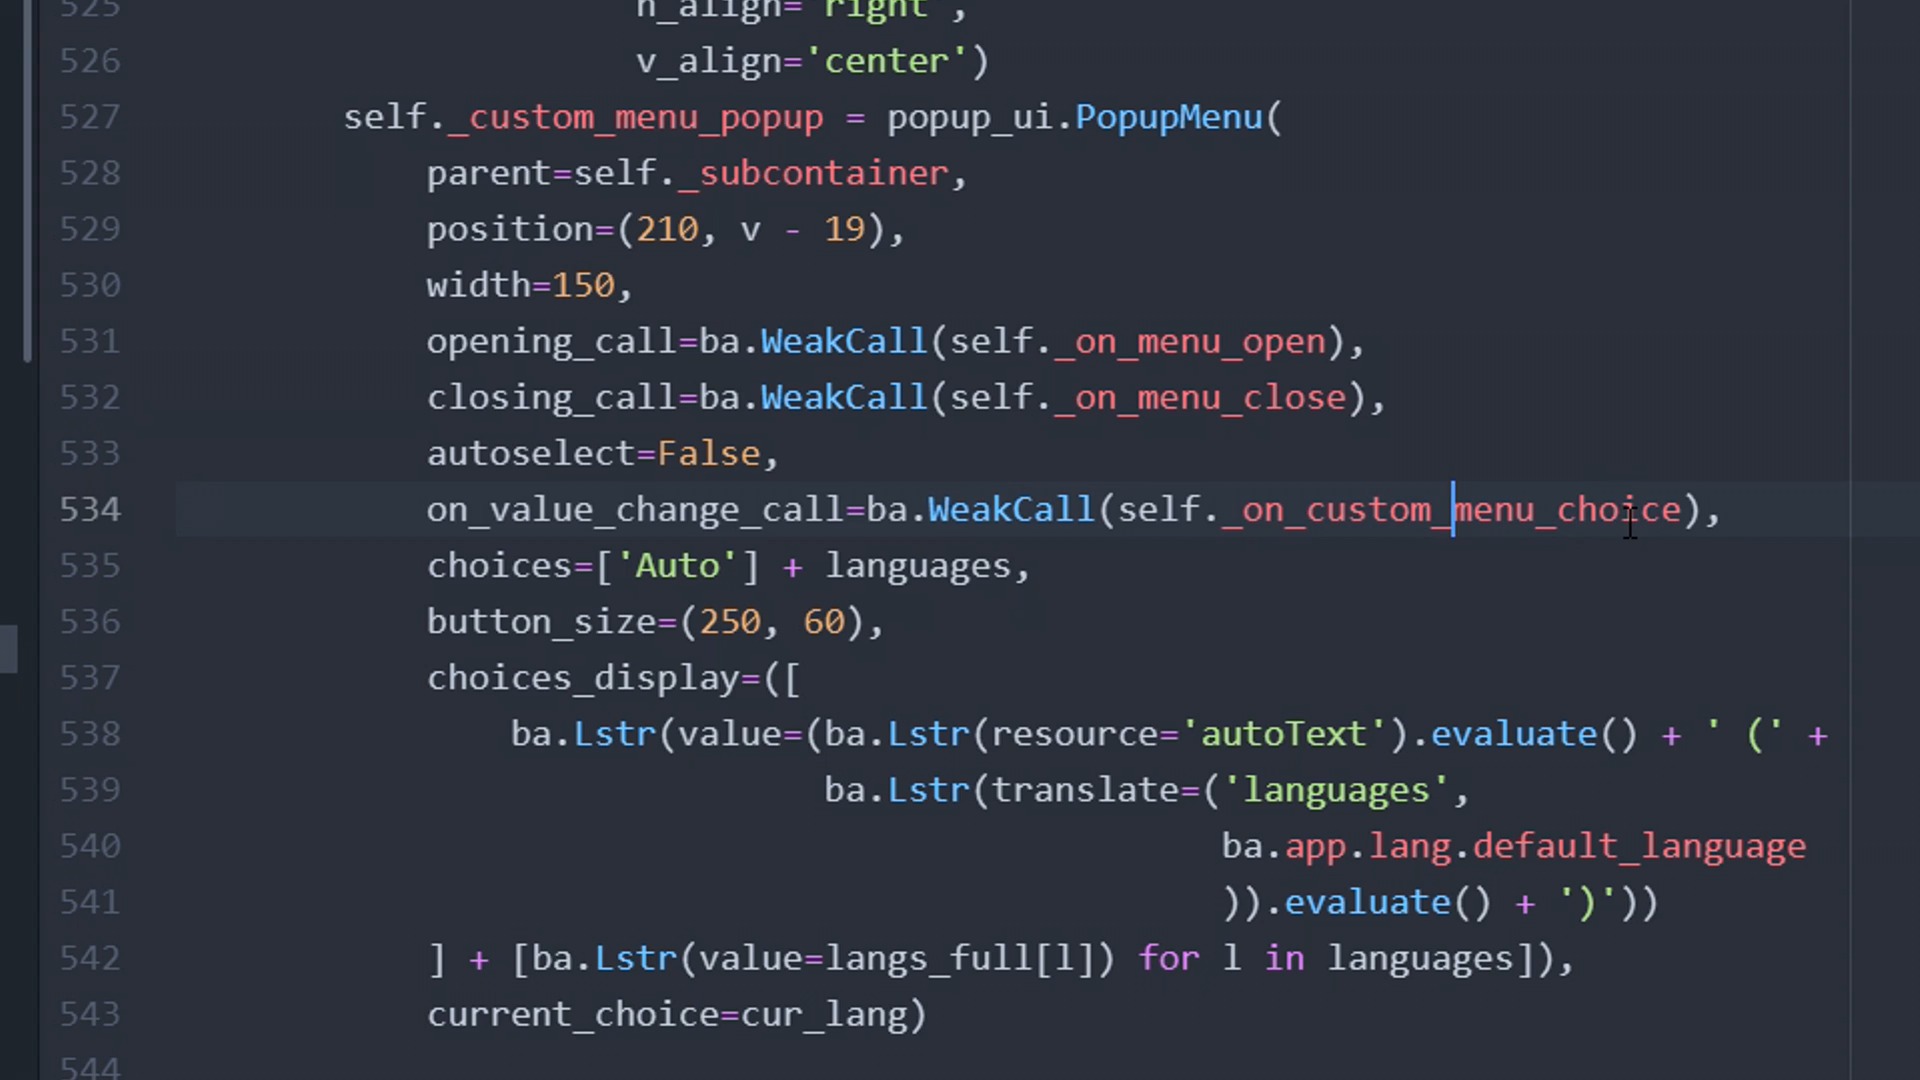 525 h_align='right',
526 v_align='center')
527 self._custom_menu_popup = popup_ui.PopupMenu(
528 parent=self._subcontainer,
529 position=(210, v - 19),
530 width=150,
531 opening_call=ba.WeakCall(self._on_menu_open),
532 closing_call=ba.WeakCall(self._on_menu_close),
533 autoselect=False,
534 on_value_change_call=ba.WeakCall(self._on_custom_menu_choice),
535 choices=['Auto'] + languages,
536 button_size=(250, 60),
537 choices_display=([
538 ba.Lstr(value=(ba.Lstr(resource='autoText').evaluate() + ' (' +
539 ba.Lstr(translate=('languages',
540 ba.app.lang.default_language
541 )).evaluate() + ')'))
542 ] + [ba.Lstr(value=langs_full[l]) for l in languages]),
543 current_choice=cur_lang)
544